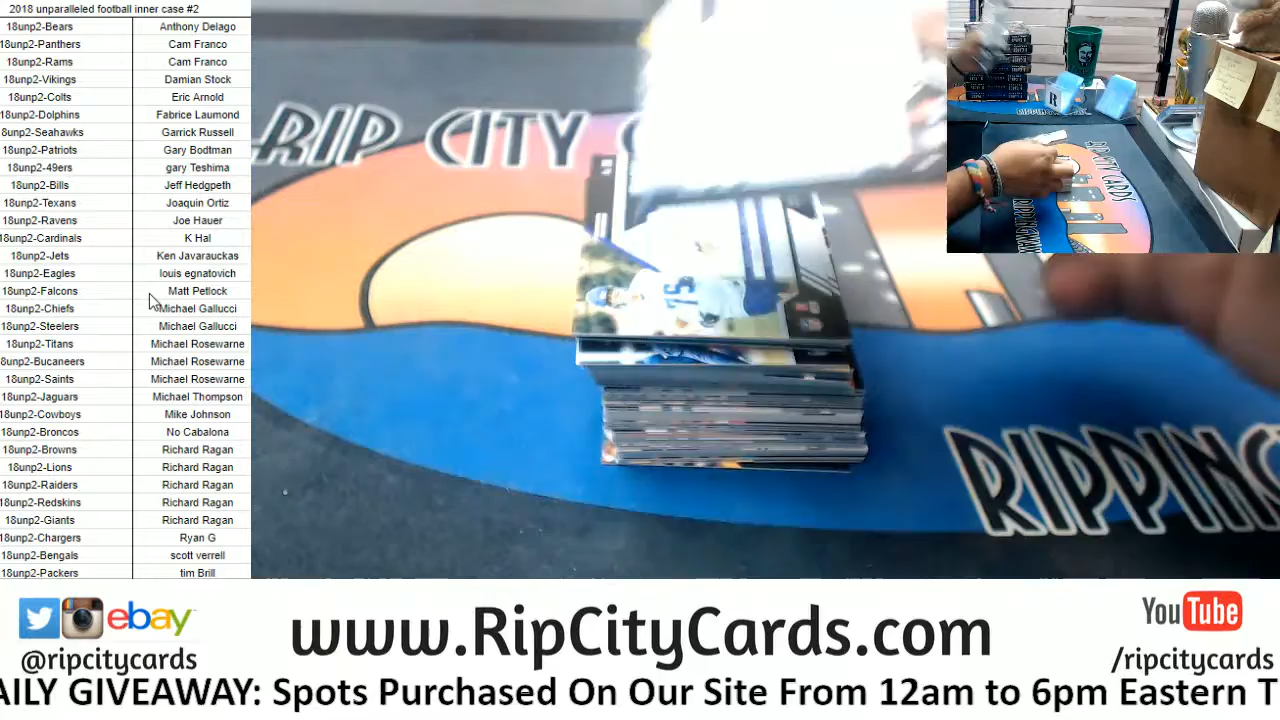 2018 unparalleled football inner case #2
18unp2-Bears Anthony Delago
18unp2-Panthers Cam Franco
18unp2-Rams Cam Franco
18unp2-Vikings Damian Stock
18unp2-Colts Eric Arnold
18unp2-Dolphins Fabrice Laumond
8unp2-Seahawks Garrick Russell
18unp2-Patriots Gary Bodtman
18unp2-49ers gary Teshima
18unp2-Bills Jeff Hedgpeth
18unp2-Texans Joaquin Ortiz
18unp2-Ravens Joe Hauer
18unp2-Cardinals K Hal
18unp2-Jets Ken Javarauckas
18unp2-Eagles louis egnatovich
18unp2-Falcons Matt Petlock
18unp2-Chiefs Michael Gallucci
18unp2-Steelers Michael Gallucci
18unp2-Titans Michael Rosewarne
8unp2-Bucaneers Michael Rosewarne
18unp2-Saints Michael Rosewarne
18unp2-Jaguars Michael Thompson
18unp2-Cowboys Mike Johnson
18unp2-Broncos No Cabalona
18unp2-Browns Richard Ragan
18unp2-Lions Richard Ragan
18unp2-Raiders Richard Ragan
18unp2-Redskins Richard Ragan
18unp2-Giants Richard Ragan
18unp2-Chargers Ryan G
18unp2-Bengals scott verrell
18unp2-Packers tim Brill
RIP CITY
75
RIPPING
RIP CITY CARDS
ebay
@ripcitycards
www.RipCityCards.com
YouTube
/ripcitycards
AILY GIVEAWAY: Spots Purchased On Our Site From 12am to 6pm Eastern T